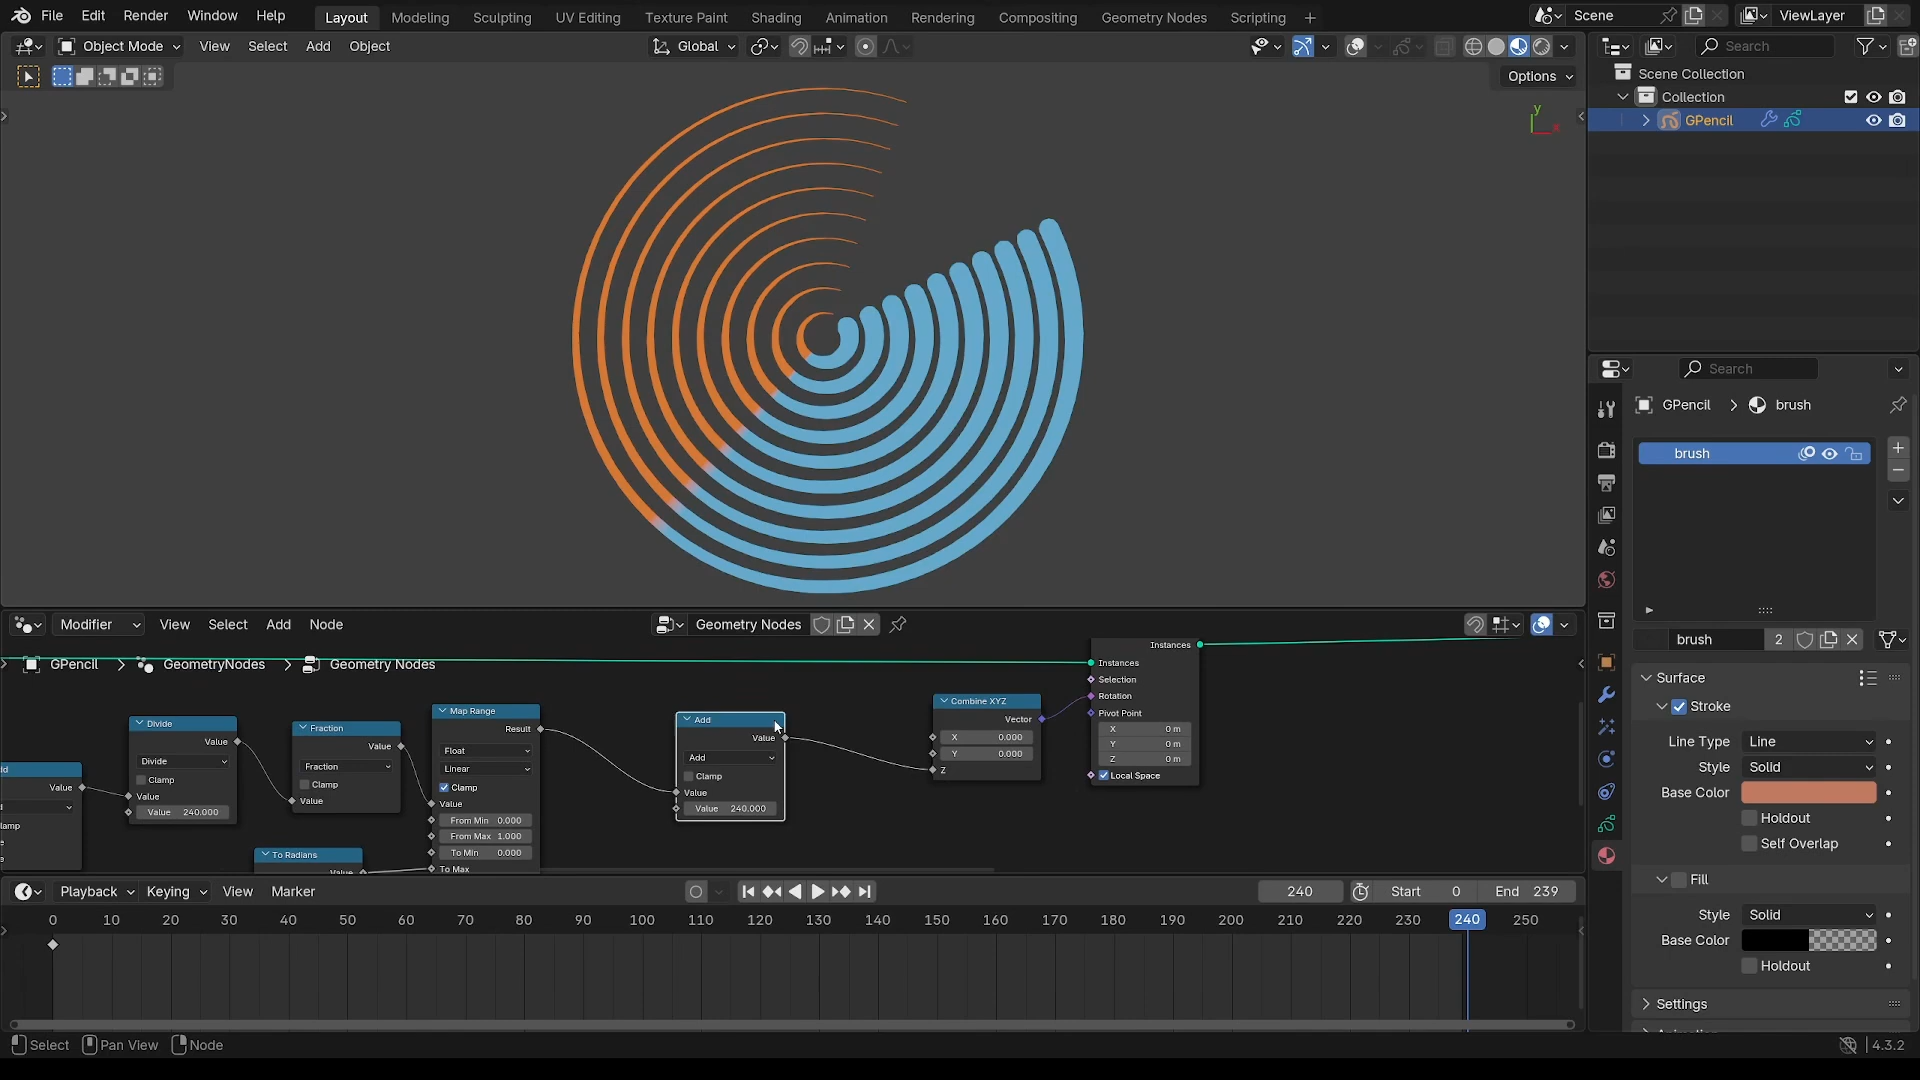 File Edit Render Window Help Layout Modeling Sculpting UV Editing Texture Paint Shading Animation Rendering Compositing Geometry Nodes Scripting + Scene ViewLayer
Object Mode View Select Add Object Global Search
Options
Scene Collection
Collection
GPencil
y
x
Search
GPencil > brush
brush
brush 2
Surface
Stroke
Line Type Line
Style Solid
Base Color
Holdout
Self Overlap
Fill
Style Solid
Base Color
Holdout
Settings
Modifier View Select Add Node Geometry Nodes
GPencil > GeometryNodes > Geometry Nodes
Value
Divide
Value
Divide
Clamp
Value
Value 240.000
Fraction
Value
Fraction
Clamp
Value
To Radians
Map Range
Result
Float
Linear
Clamp
Value
From Min 0.000
From Max 1.000
To Min 0.000
To Max
Add
Value
Add
Clamp
Value
Value 240.000
Combine XYZ
Vector
X 0.000
Y 0.000
Z
Instances
Instances
Selection
Rotation
Pivot Point
X 0 m
Y 0 m
Z 0 m
Local Space
Playback Keying View Marker 240 Start 0 End 239
0 10 20 30 40 50 60 70 80 90 100 110 120 130 140 150 160 170 180 190 200 210 220 230 240 250
Select Pan View Node 4.3.2